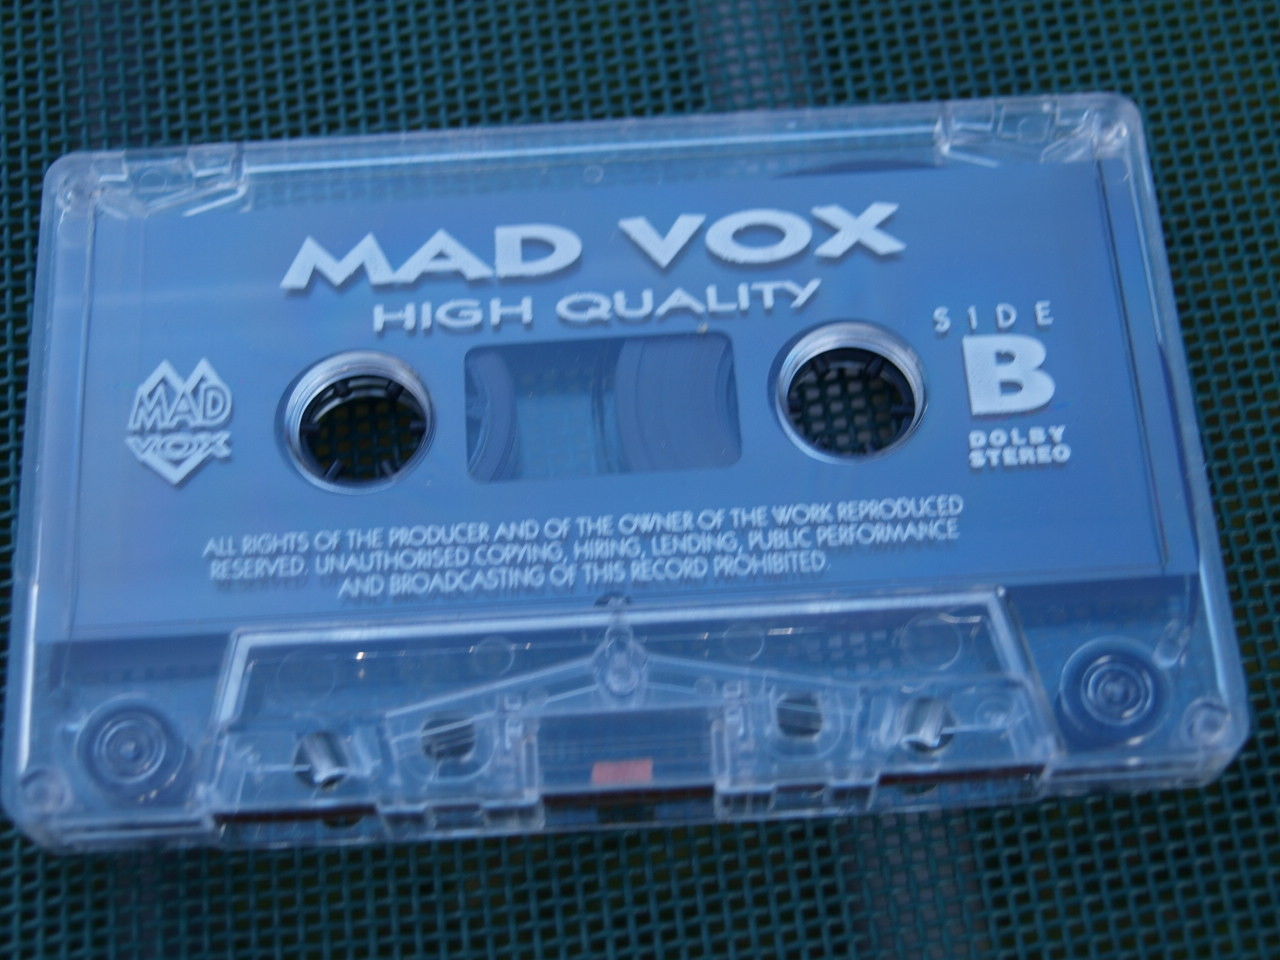 MAD VOX
HIGH QUALITY
SIDE
B
DOLBY
STEREO
MAD
VOX
ALL RIGHTS OF THE PRODUCER AND OF THE OWNER OF THE WORK REPRODUCED
RESERVED. UNAUTHORISED COPYING, HIRING, LENDING, PUBLIC PERFORMANCE
AND BROADCASTING OF THIS RECORD PROHIBITED.